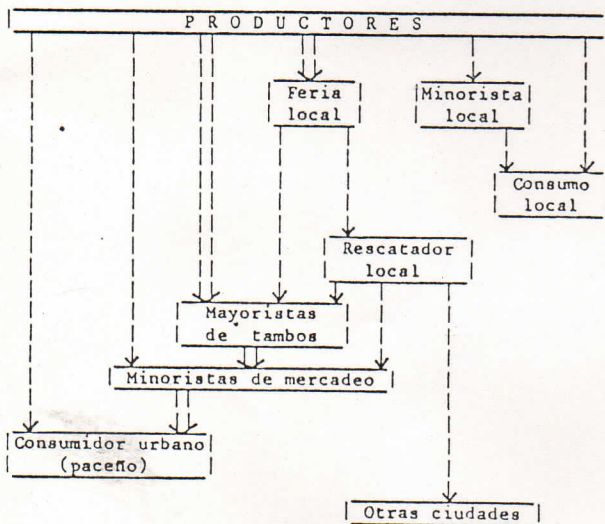 P R O D U C T O R E S
Feria
local
Minorista
local
Consumo
local
Rescatador
local
Mayoristas
de tambos
Minoristas de mercadeo
Consumidor urbano
(paceño)
Otras ciudades